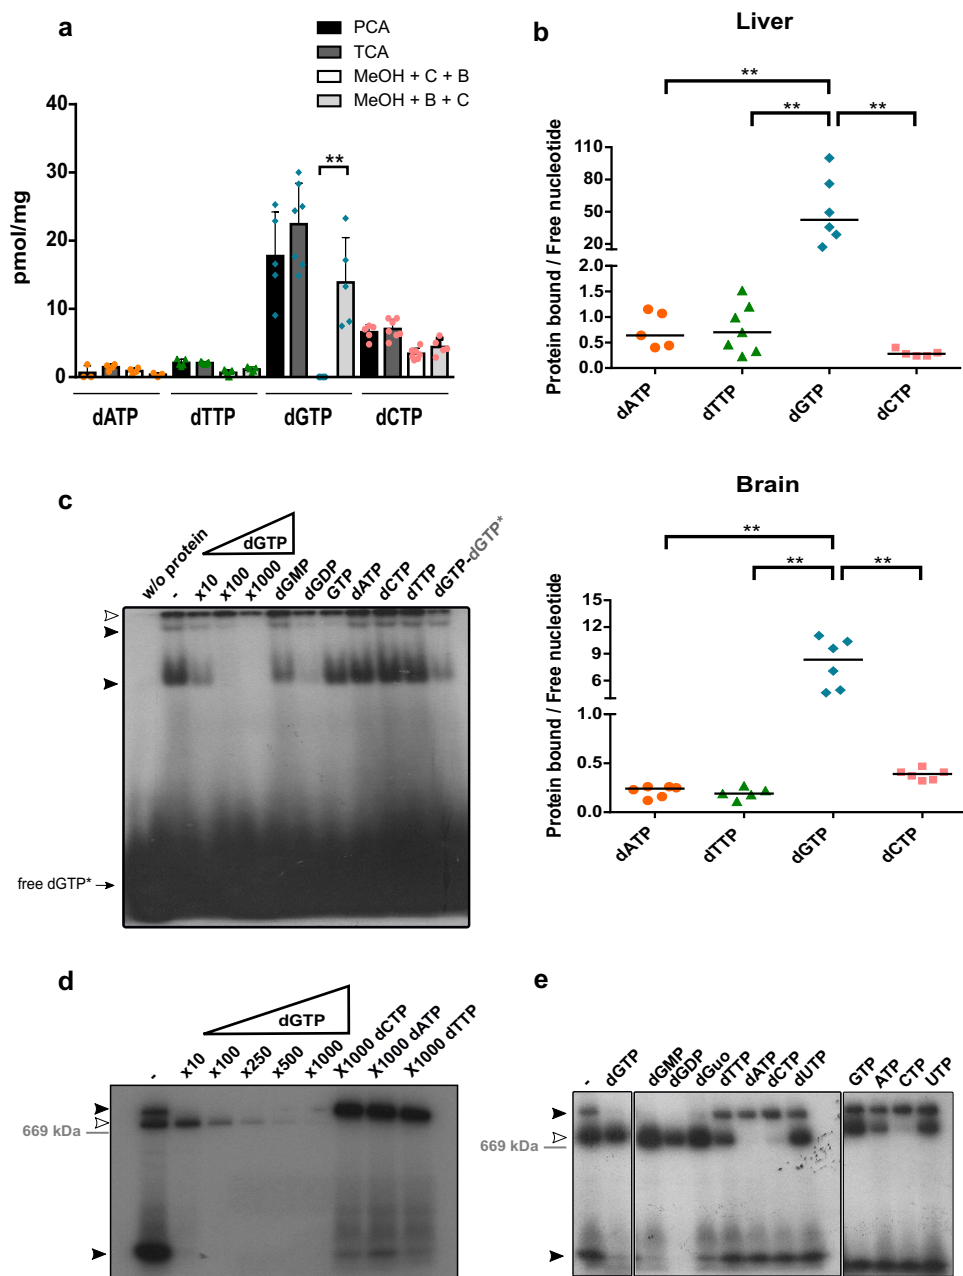 a
PCA
TCA
MeOH + C + B
MeOH + B + C
pmol/mg
40
30
20
10
0
**
dATP
dTTP
dGTP
dCTP
b
Liver
**
**
**
Protein bound / Free nucleotide
110
80
50
20
2.0
1.5
1.0
0.5
0.0
dATP
dTTP
dGTP
dCTP
Brain
**
**
**
Protein bound / Free nucleotide
15
12
9
6
1.0
0.5
0.0
dATP
dTTP
dGTP
dCTP
c
dGTP
w/o protein
-
x10
x100
x1000
dGMP
dGDP
GTP
dATP
dCTP
dTTP
dGTP-dGTP*
free dGTP*
d
dGTP
-
x10
x100
x250
x500
x1000
X1000 dCTP
X1000 dATP
X1000 dTTP
669 kDa
e
-
dGTP
dGMP
dGDP
dGuo
dTTP
dATP
dCTP
dUTP
GTP
ATP
CTP
UTP
669 kDa